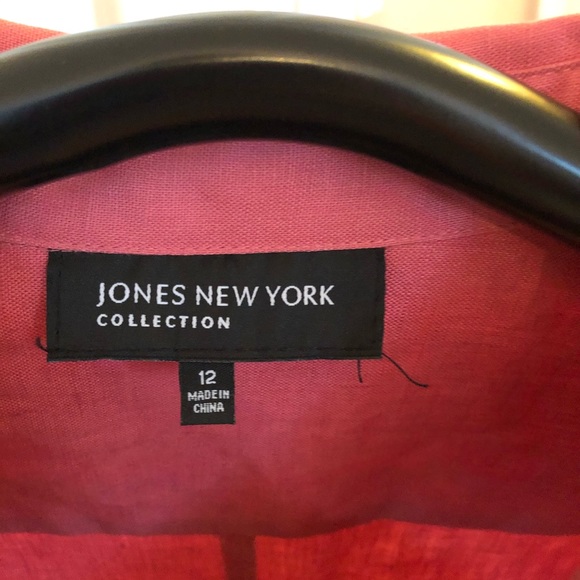 JONES NEW YORK
COLLECTION
12
MADE IN
CHINA